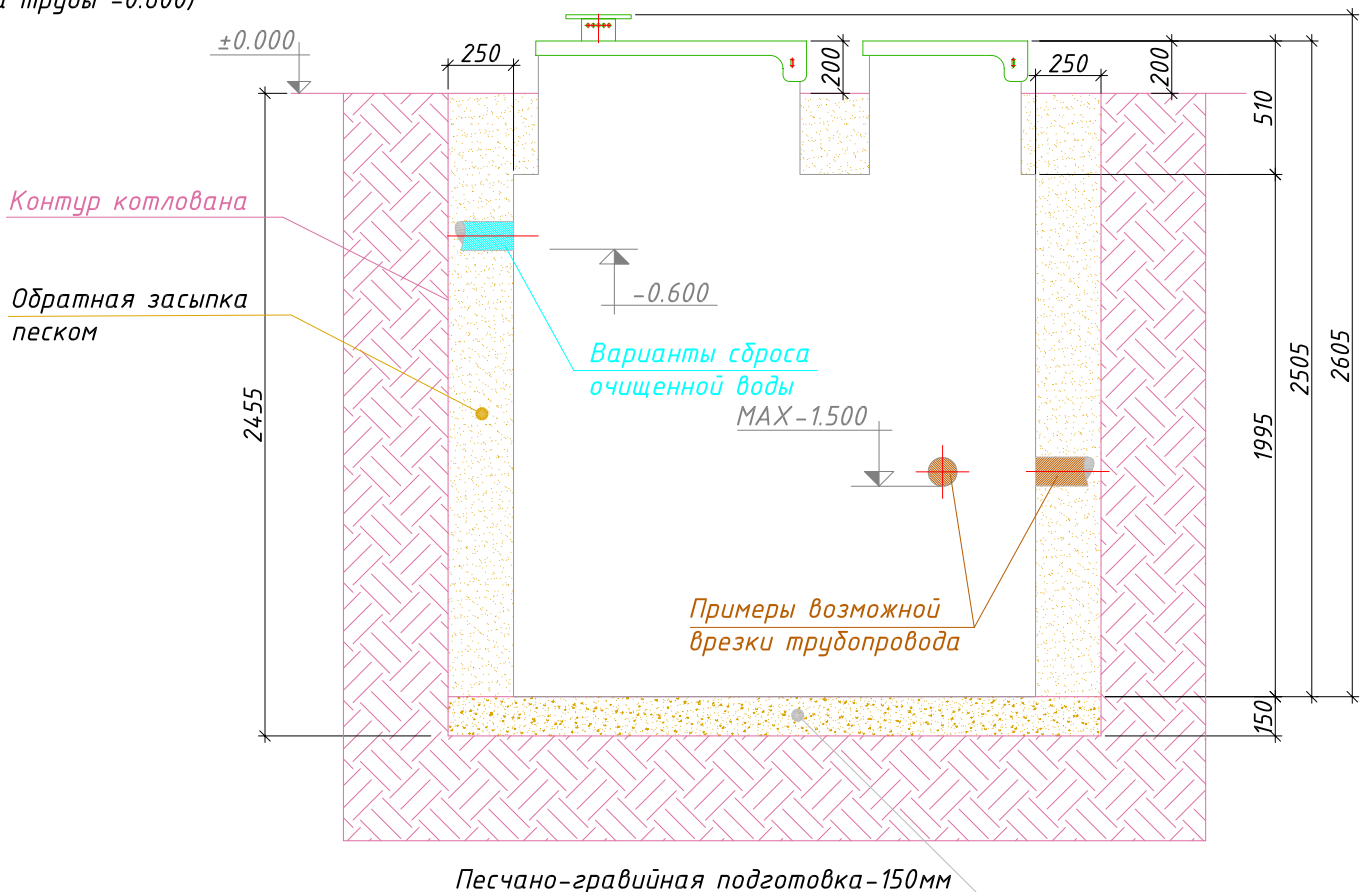 трубы -0.600)
±0.000
250
200
250
200
510
Контур котлована
Обратная засыпка
песком
-0.600
Варианты сброса
очищенной воды
MAX-1.500
2455
1995
2505
2605
Примеры возможной
врезки трубопровода
150
Песчано-гравийная подготовка-150мм